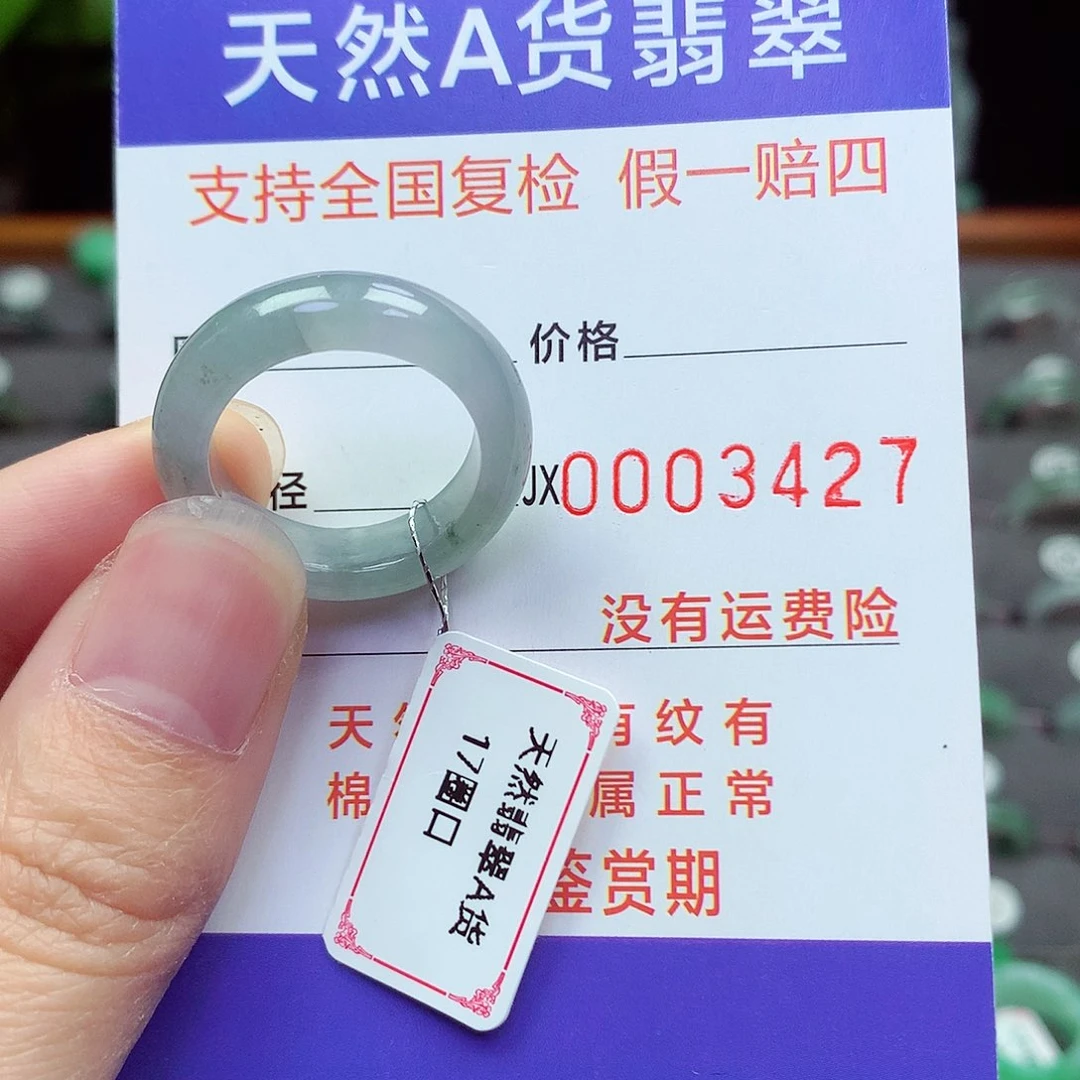 天然A货翡翠
支持全国复检 假一赔四
价格
径 JX0003427
没有运费险
天 有纹有
棉 属正常
鉴赏期
天然翡翠A货
17圈口